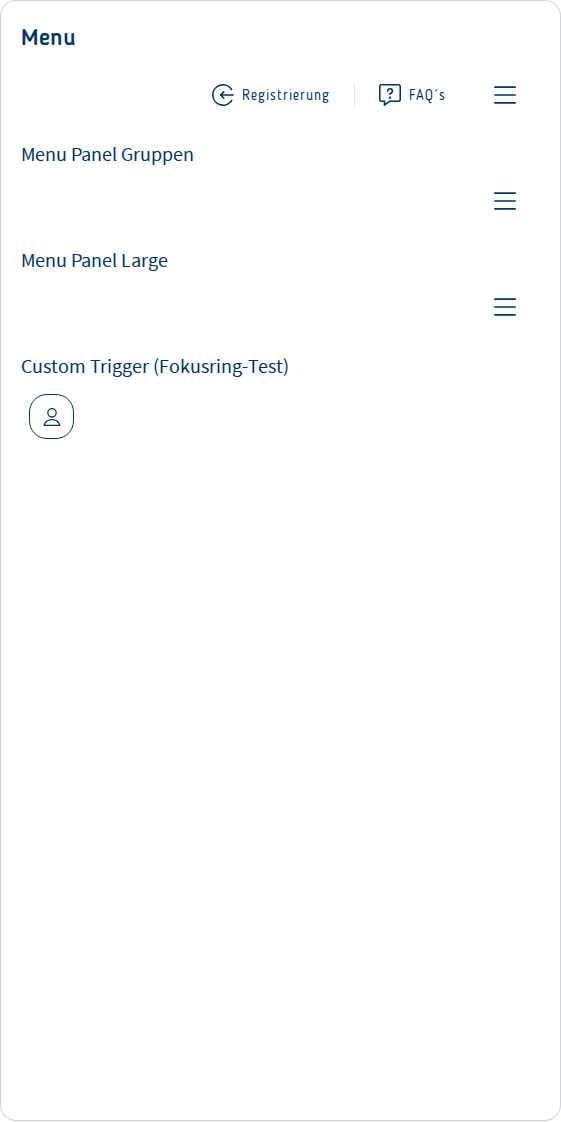 Menu
Registrierung FAQ´s
Menu Panel Gruppen
Menu Panel Large
Custom Trigger (Fokusring-Test)